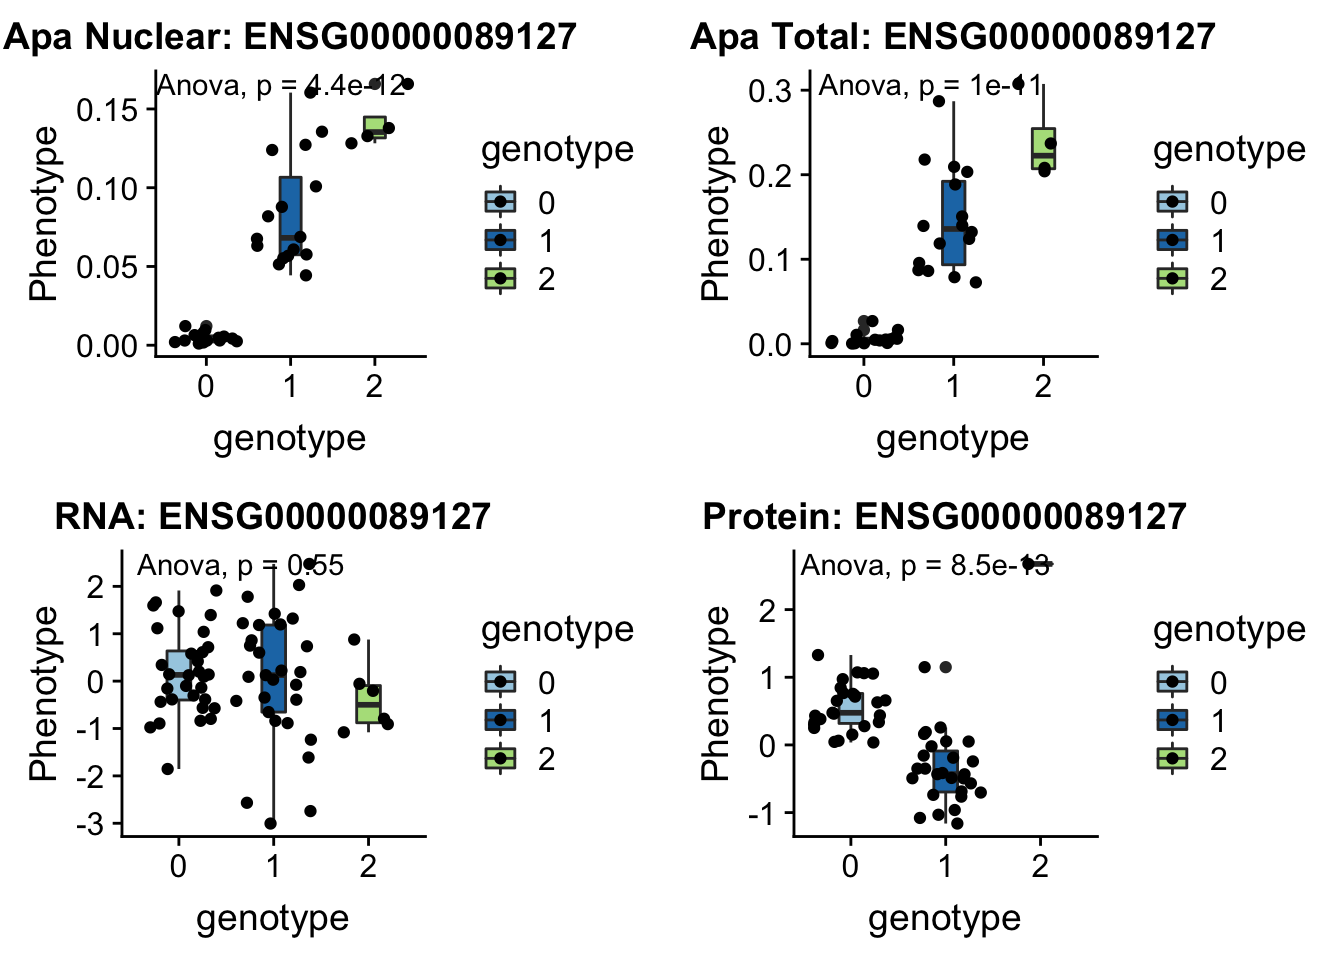 Apa Nuclear: ENSG00000089127
Anova, p = 4.4e-12
0.15
0.10
0.05
0.00
Phenotype
0 1 2
genotype
genotype
0
1
2
Apa Total: ENSG00000089127
Anova, p = 1e-11
0.3
0.2
0.1
0.0
Phenotype
0 1 2
genotype
genotype
0
1
2
RNA: ENSG00000089127
Anova, p = 0.55
2
1
0
-1
-2
-3
Phenotype
0 1 2
genotype
genotype
0
1
2
Protein: ENSG00000089127
Anova, p = 8.5e-13
2
1
0
-1
Phenotype
0 1 2
genotype
genotype
0
1
2